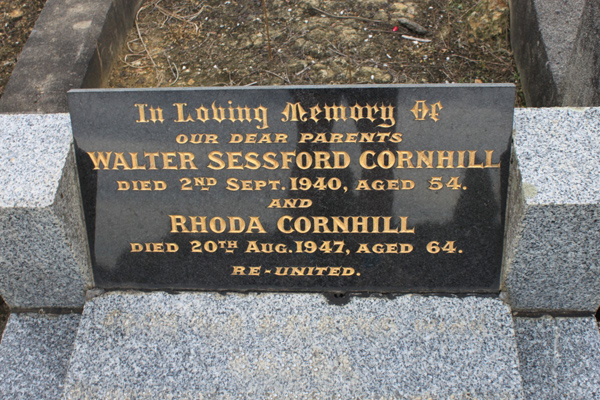 In Loving Memory Of
OUR DEAR PARENTS
WALTER SESSFORD CORNHILL
DIED 2ND SEPT. 1940, AGED 54.
AND
RHODA CORNHILL
DIED 20TH AUG. 1947, AGED 64.
RE-UNITED.